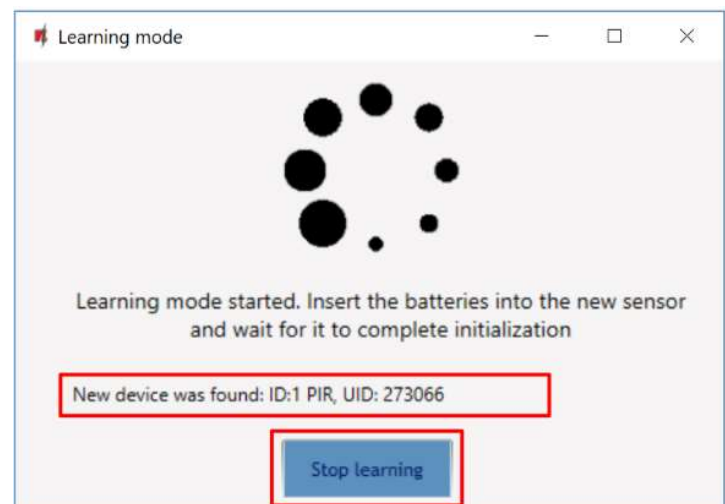 Learning mode
Learning mode started. Insert the batteries into the new sensor
and wait for it to complete initialization
New device was found: ID:1 PIR, UID: 273066
Stop learning